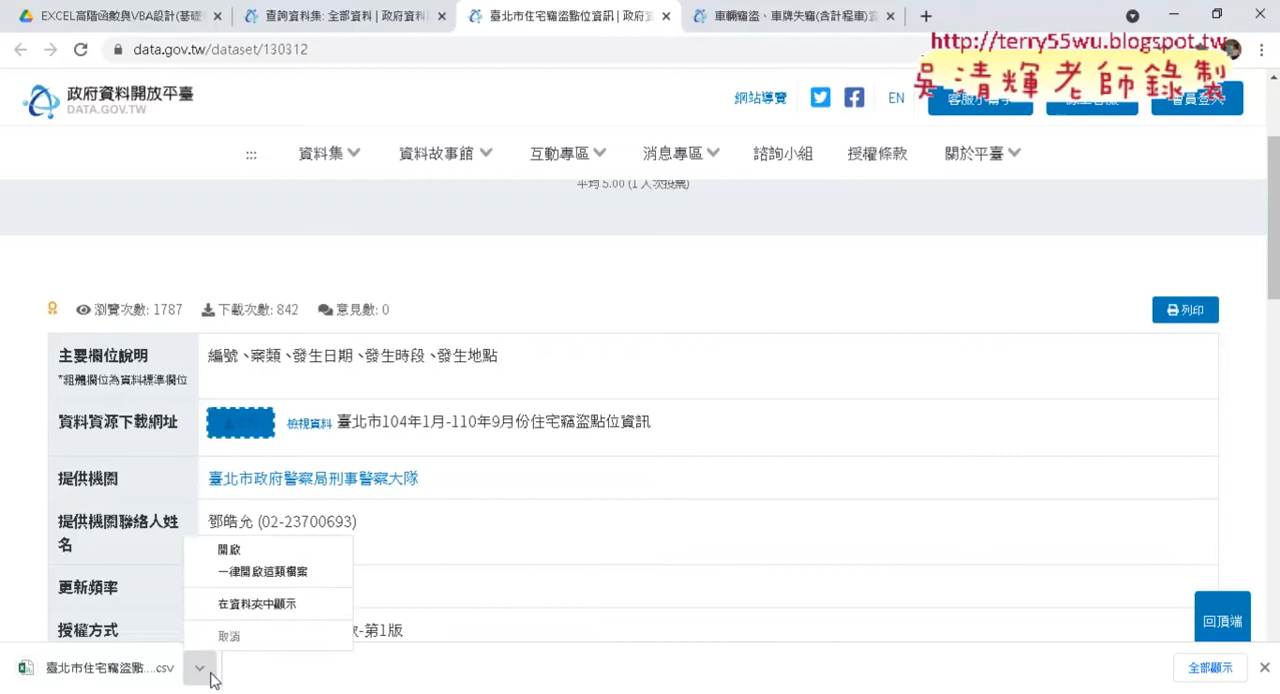 EXCEL高階函數與VBA設計(基礎
查詢資料集: 全部資料 | 政府資料
臺北市住宅竊盜點位資訊 | 政府資
車輛竊盜、車牌失竊(含計程車)資
data.gov.tw/dataset/130312
http://terry55wu.blogspot.tw
吳清輝老師錄製
政府資料開放平臺
DATA.GOV.TW
網站導覽
EN
資料集
資料故事館
互動專區
消息專區
諮詢小組
授權條款
關於平臺
平均 5.00 (1 人次投票)
瀏覽次數: 1787
下載次數: 842
意見數: 0
列印
主要欄位說明
*粗體欄位為資料標準欄位
編號、案類、發生日期、發生時段、發生地點
資料資源下載網址
檢視資料
臺北市104年1月-110年9月份住宅竊盜點位資訊
提供機關
臺北市政府警察局刑事警察大隊
提供機關聯絡人姓
名
鄧皓允 (02-23700693)
開啟
一律開啟這類檔案
更新頻率
在資料夾中顯示
回頂端
授權方式
取消
-第1版
臺北市住宅竊盜點....csv
全部顯示